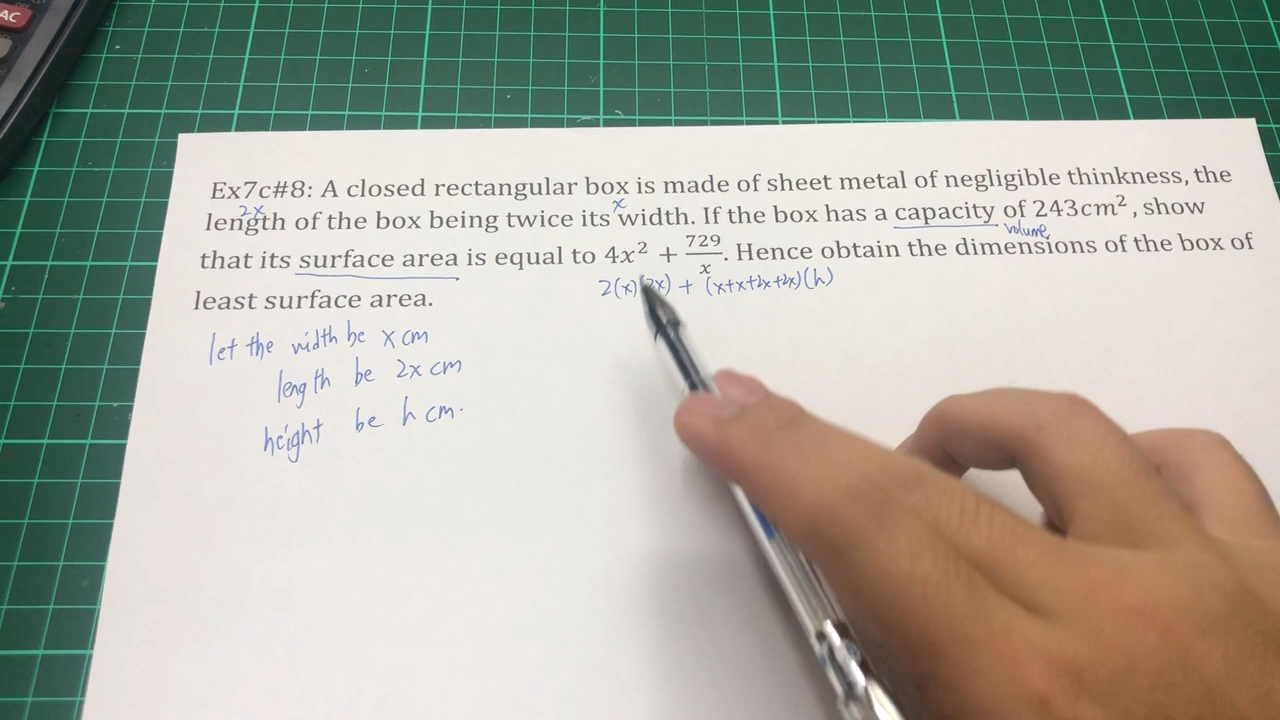 AC
Ex7c#8: A closed rectangular box is made of sheet metal of negligible thinkness, the
2x x
length of the box being twice its width. If the box has a capacity of 243cm², show
volume
that its surface area is equal to 4x² + 729/x. Hence obtain the dimensions of the box of
2(x)(2x) + (x+x+2x+2x)(h)
least surface area.
let the width be x cm
length be 2x cm
height be h cm.